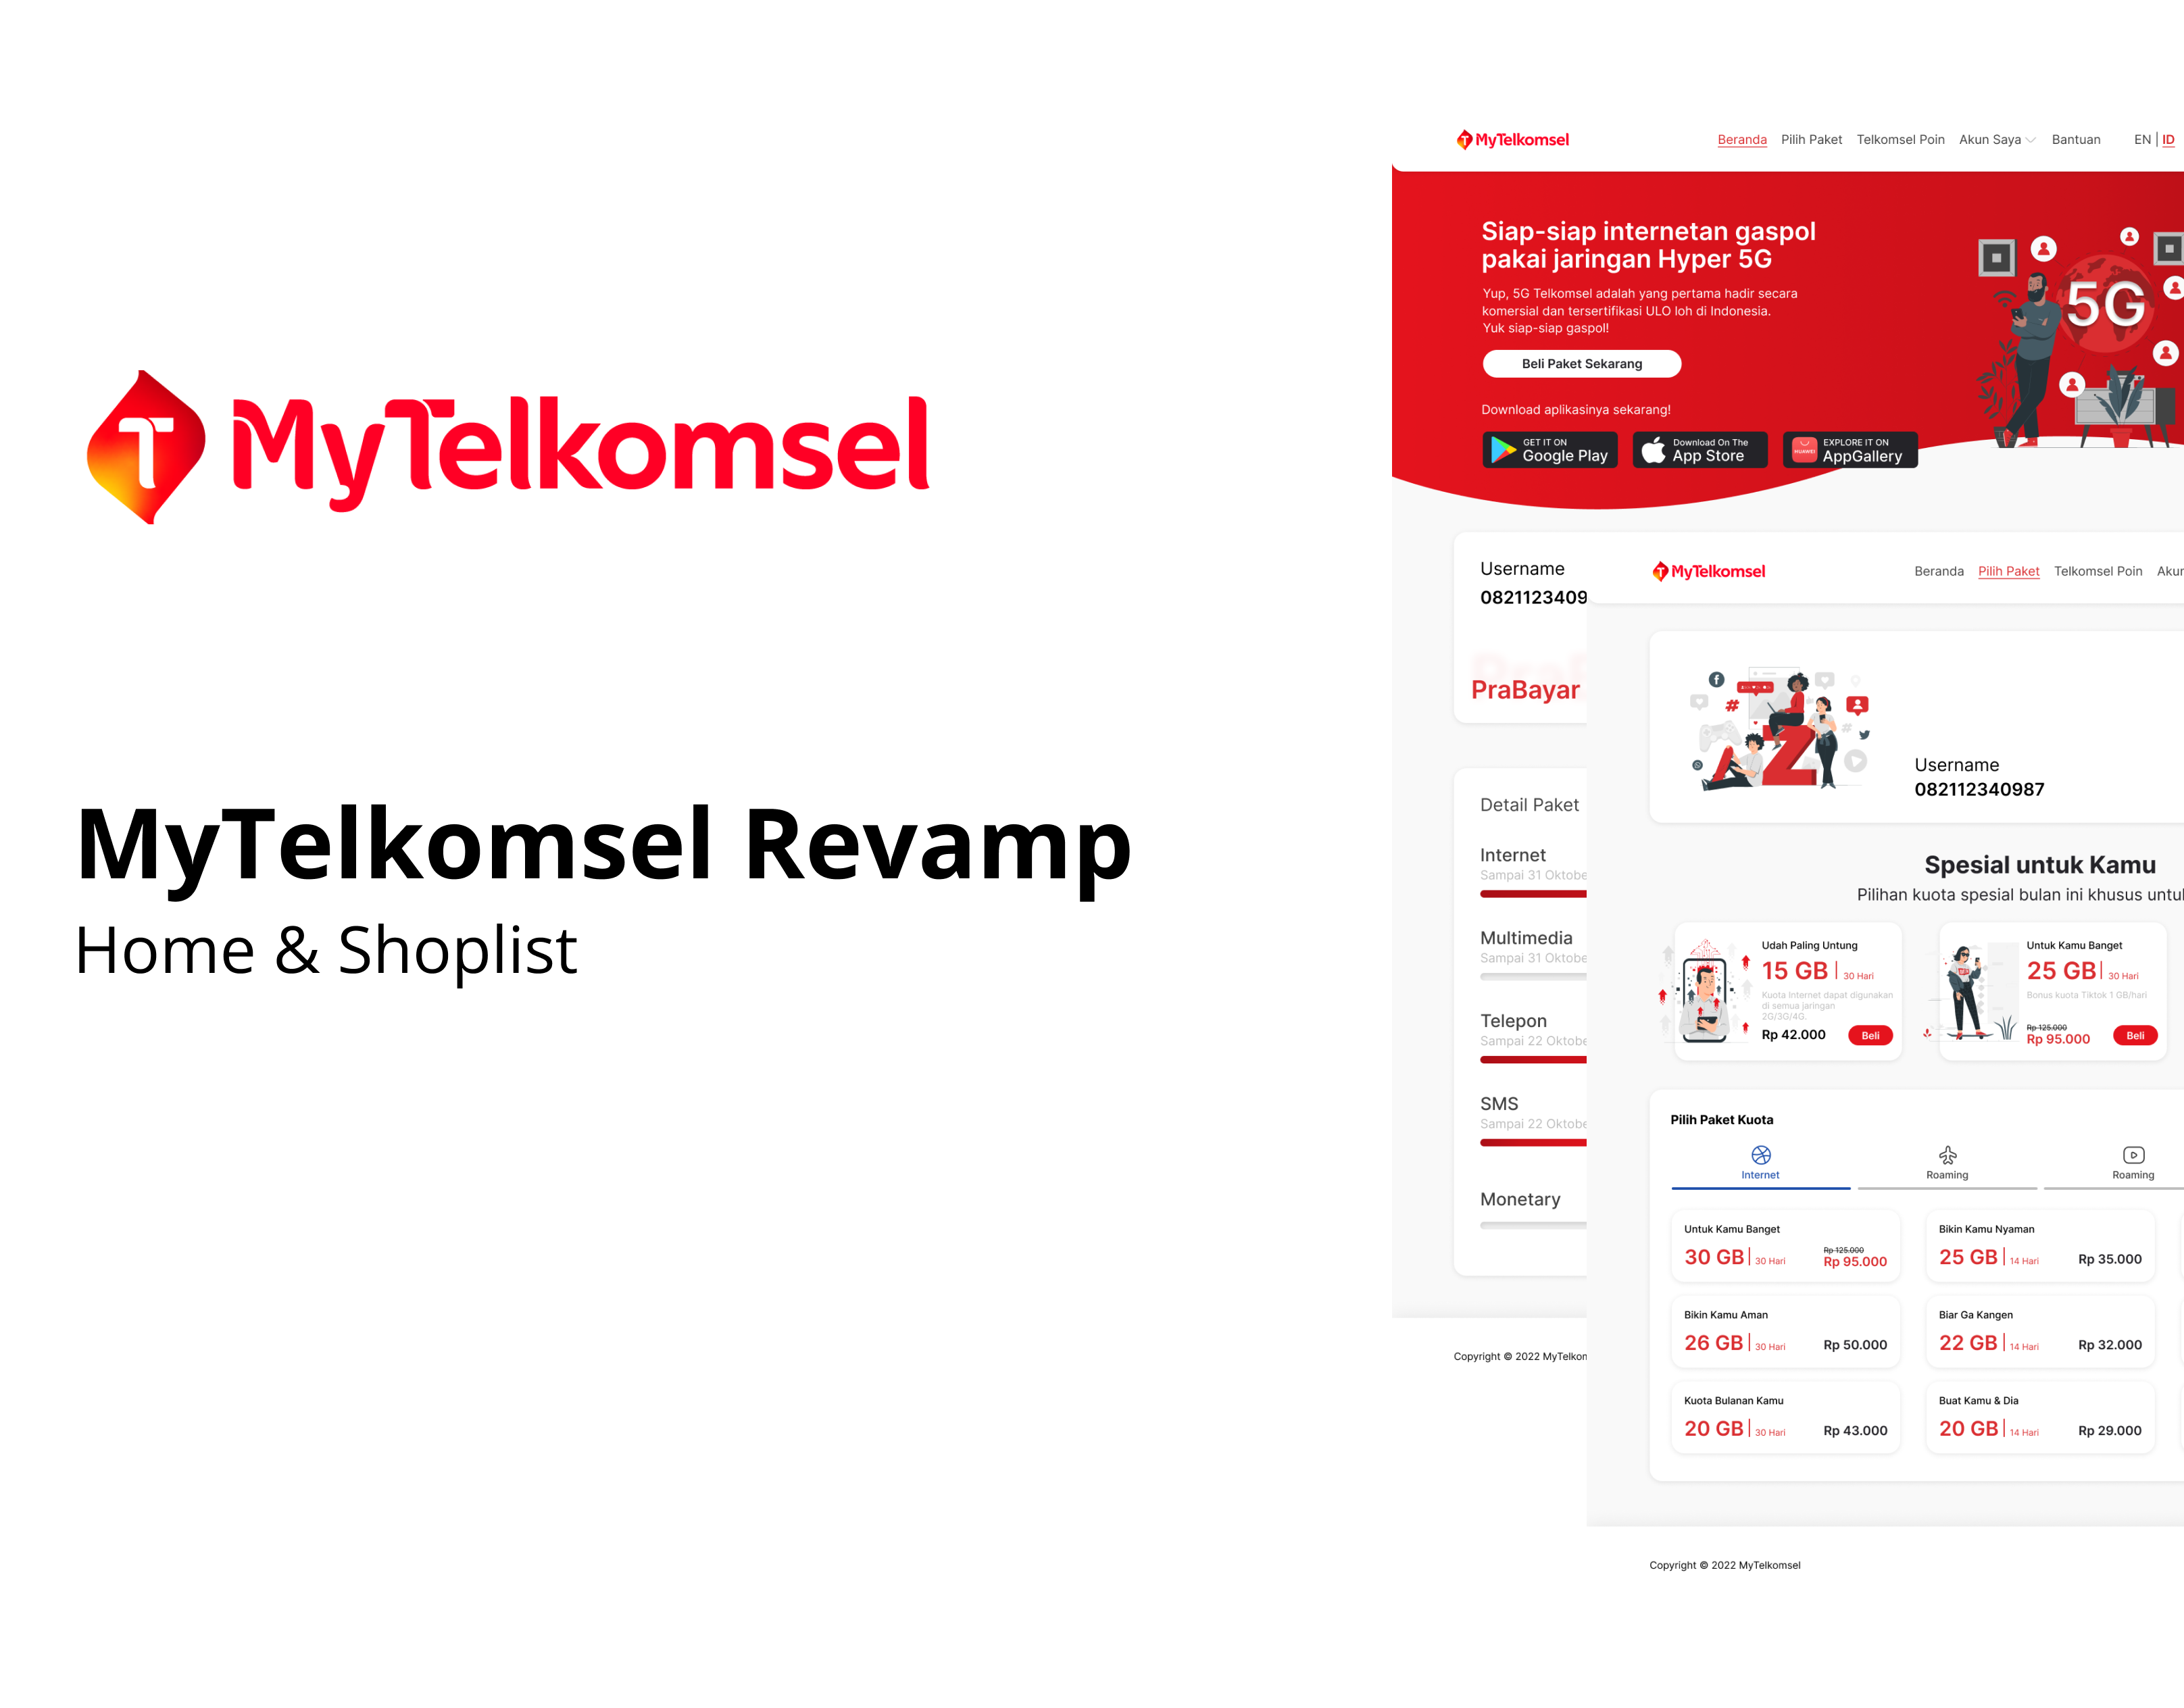 MyTelkomsel
MyTelkomsel Revamp
Home & Shoplist
MyTelkomsel
Beranda Pilih Paket Telkomsel Poin Akun Saya Bantuan EN | ID
Siap-siap internetan gaspol
pakai jaringan Hyper 5G
Yup, 5G Telkomsel adalah yang pertama hadir secara
komersial dan tersertifikasi ULO loh di Indonesia.
Yuk siap-siap gaspol!
Beli Paket Sekarang
Download aplikasinya sekarang!
GET IT ON
Google Play
Download On The
App Store
HUAWEI
EXPLORE IT ON
AppGallery
5G
Username
0821123409
PraBayar
Detail Paket
Internet
Sampai 31 Oktobe
Multimedia
Sampai 31 Oktobe
Telepon
Sampai 22 Oktobe
SMS
Sampai 22 Oktobe
Monetary
Copyright © 2022 MyTelkon
MyTelkomsel
Beranda Pilih Paket Telkomsel Poin Akun
Username
082112340987
Spesial untuk Kamu
Pilihan kuota spesial bulan ini khusus untuk
Udah Paling Untung
15 GB | 30 Hari
Kuota Internet dapat digunakan
di semua jaringan
2G/3G/4G.
Rp 42.000 Beli
Untuk Kamu Banget
25 GB | 30 Hari
Bonus kuota Tiktok 1 GB/hari
Rp 125.000
Rp 95.000 Beli
Pilih Paket Kuota
Internet Roaming Roaming
Untuk Kamu Banget
30 GB | 30 Hari
Rp 125.000
Rp 95.000
Bikin Kamu Nyaman
25 GB | 14 Hari Rp 35.000
Bikin Kamu Aman
26 GB | 30 Hari Rp 50.000
Biar Ga Kangen
22 GB | 14 Hari Rp 32.000
Kuota Bulanan Kamu
20 GB | 30 Hari Rp 43.000
Buat Kamu & Dia
20 GB | 14 Hari Rp 29.000
Copyright © 2022 MyTelkomsel